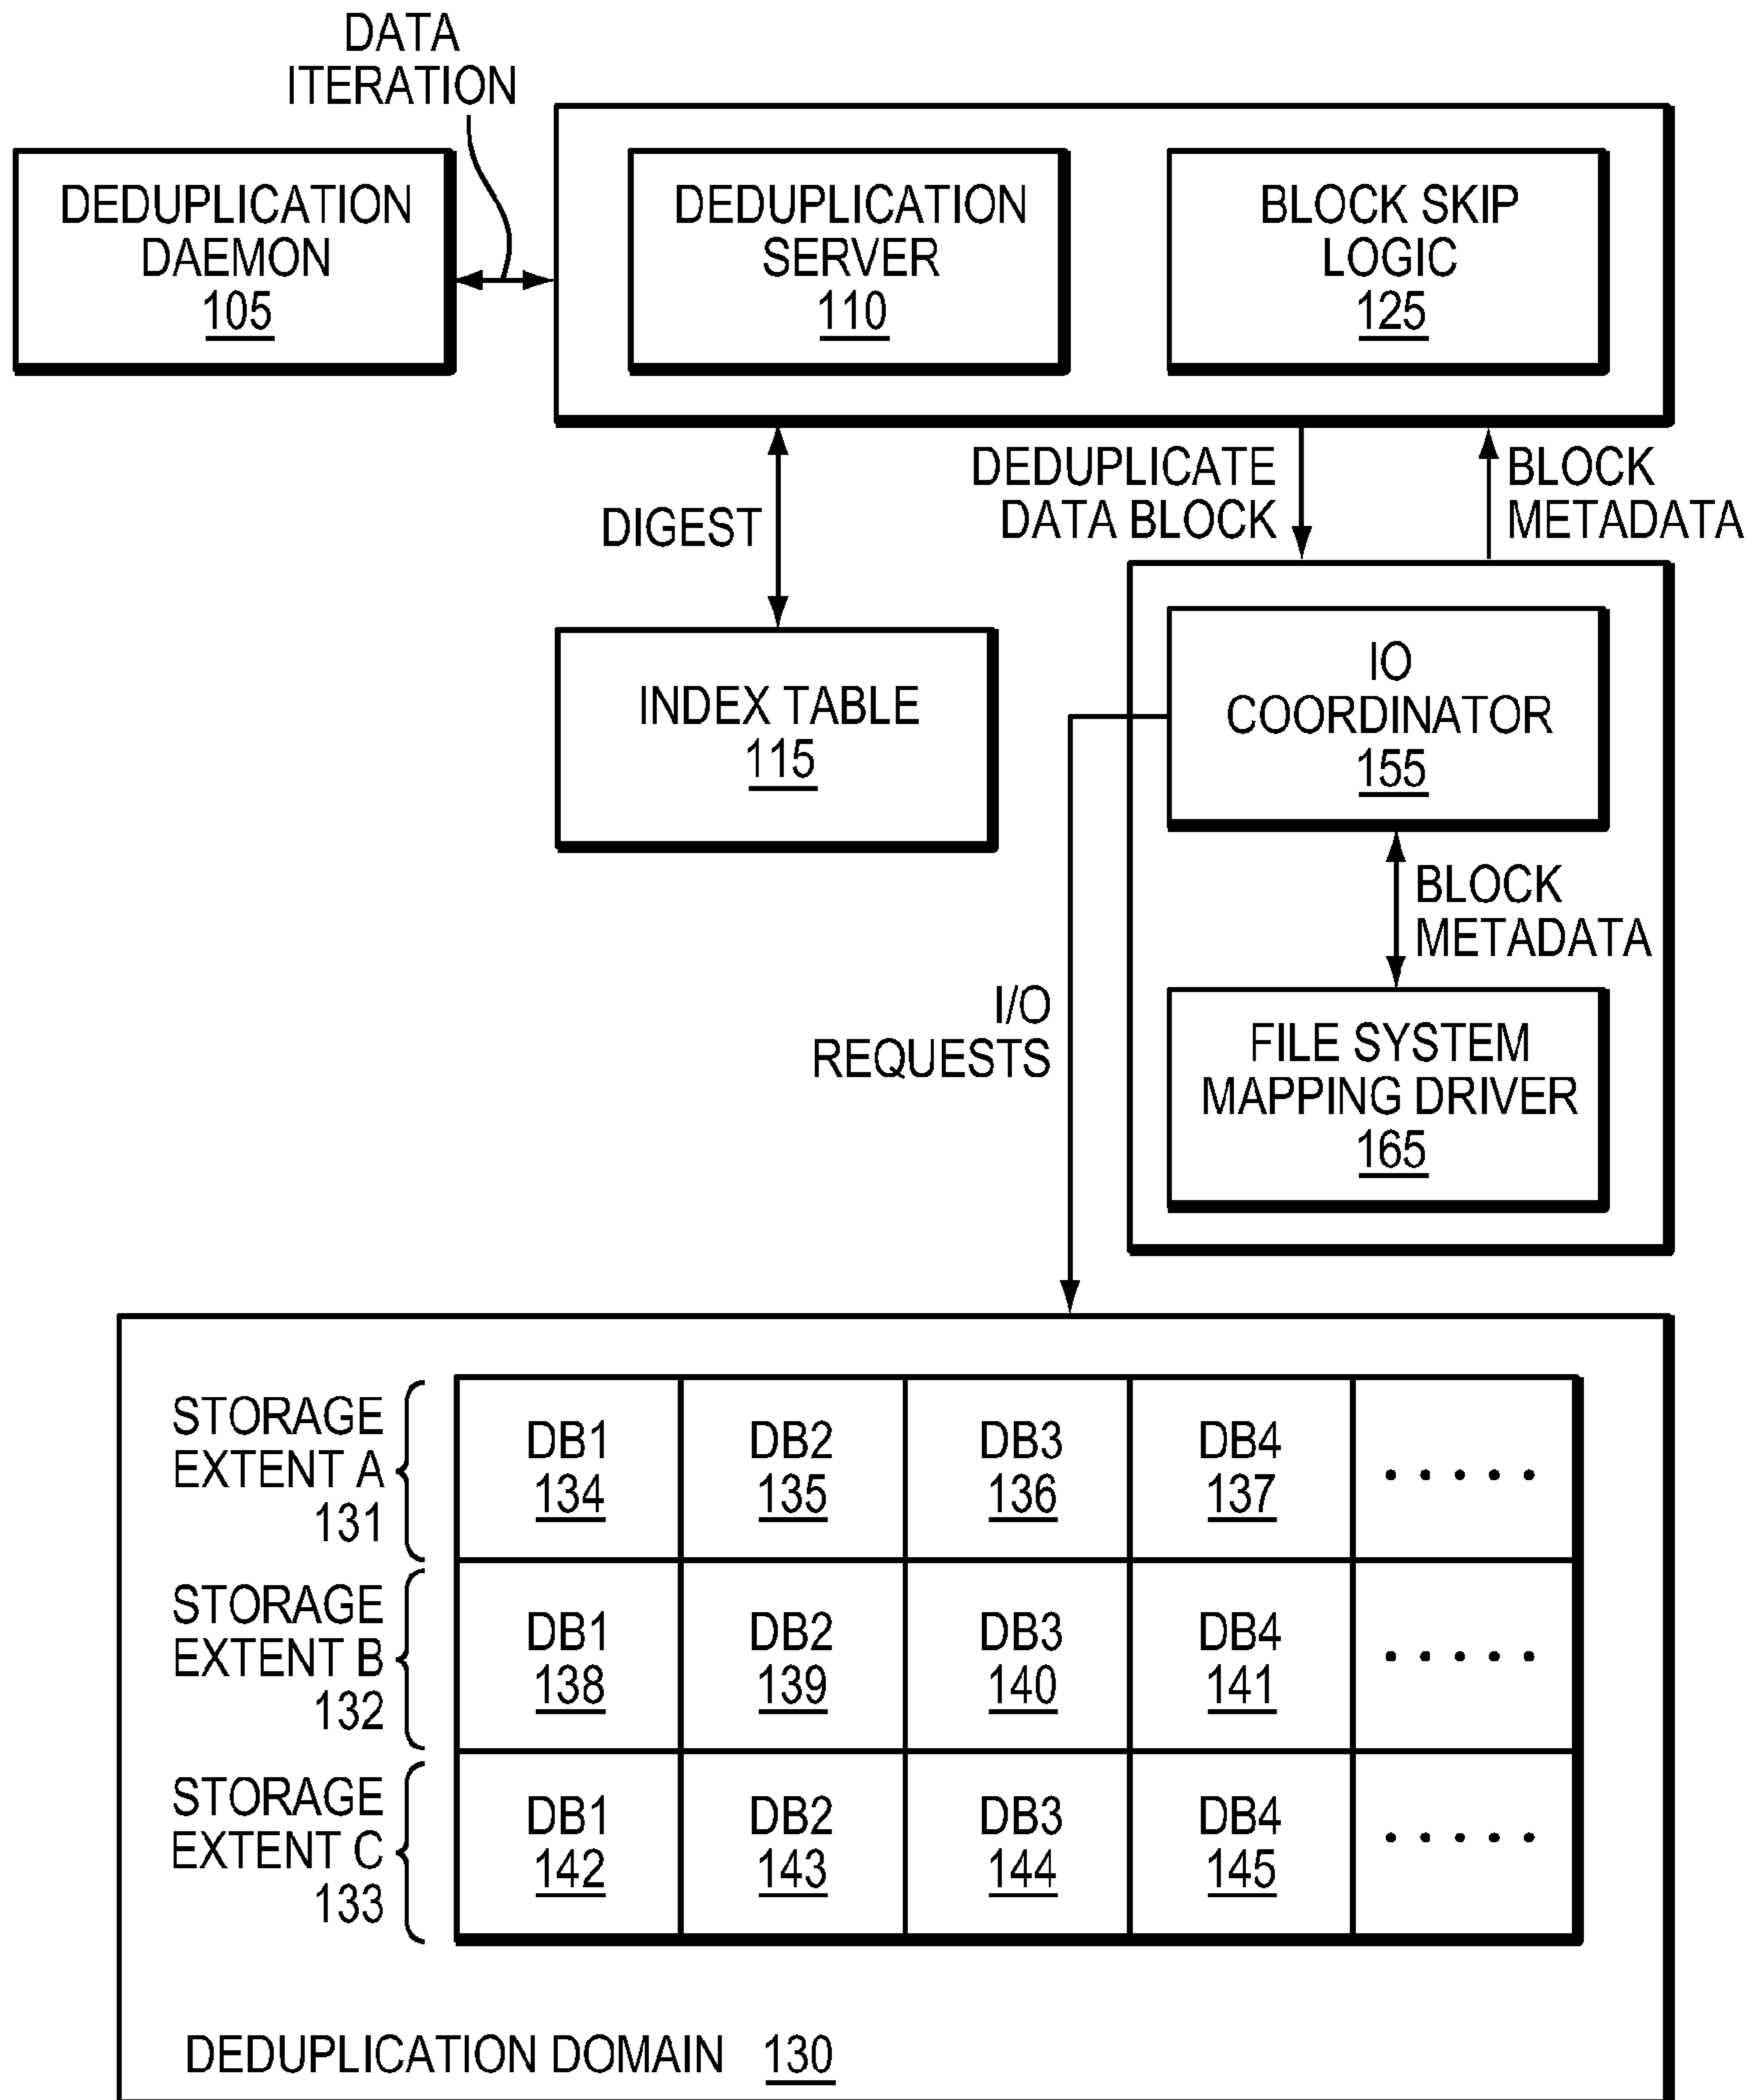 DATA
ITERATION
DEDUPLICATION
DAEMON
105
DEDUPLICATION
SERVER
110
BLOCK SKIP
LOGIC
125
DIGEST
DEDUPLICATE
DATA BLOCK
BLOCK
METADATA
INDEX TABLE
115
IO
COORDINATOR
155
BLOCK
METADATA
I/O
REQUESTS
FILE SYSTEM
MAPPING DRIVER
165
STORAGE
EXTENT A
131
DB1
134
DB2
135
DB3
136
DB4
137
.....
STORAGE
EXTENT B
132
DB1
138
DB2
139
DB3
140
DB4
141
.....
STORAGE
EXTENT C
133
DB1
142
DB2
143
DB3
144
DB4
145
.....
DEDUPLICATION DOMAIN 130